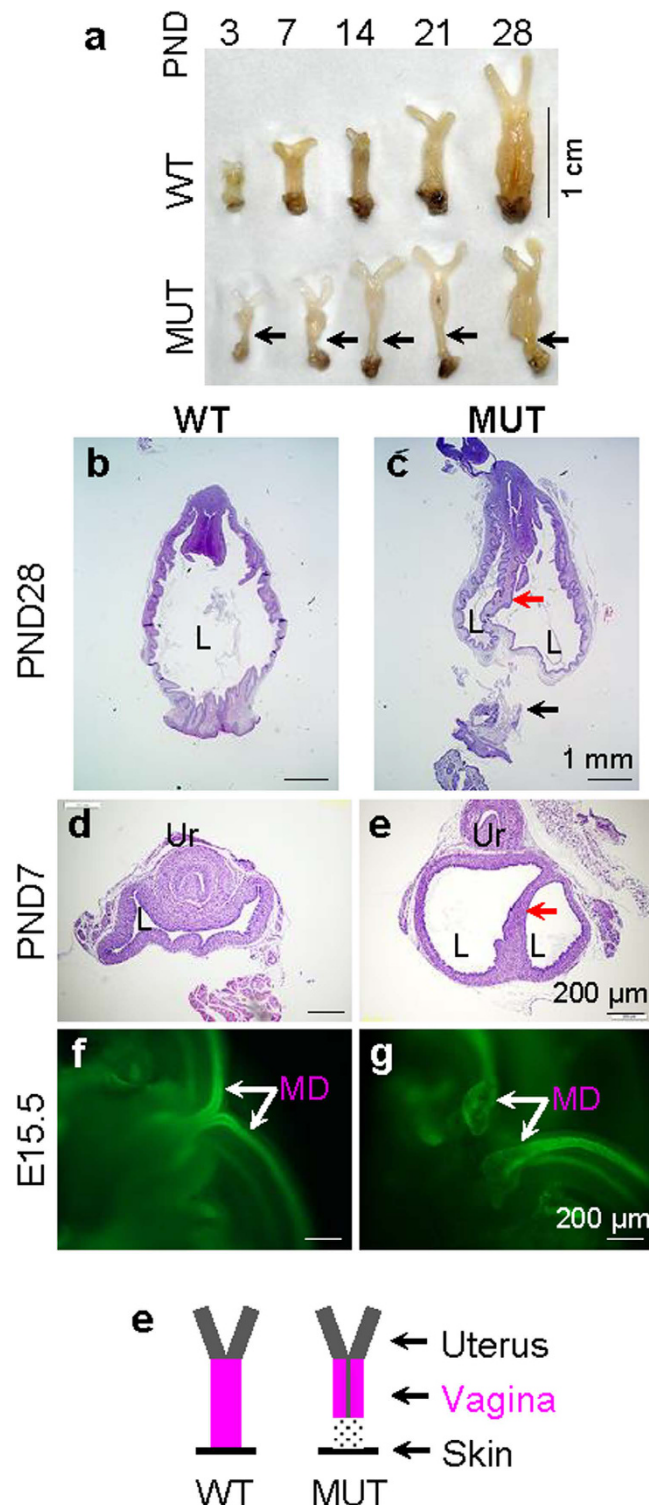 a
PND
3 7 14 21 28
WT
1 cm
MUT
WT MUT
PND28
b
L
c
L
L
1 mm
PND7
d
Ur
L
e
Ur
L
L
200 µm
E15.5
f
MD
g
MD
200 µm
e
Uterus
Vagina
Skin
WT MUT